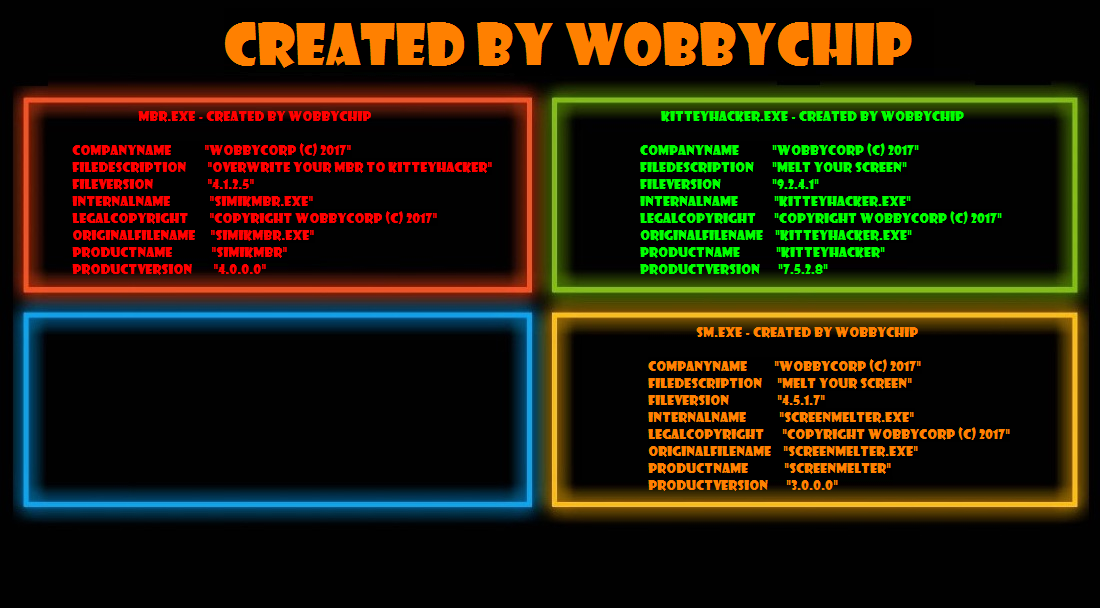 CREATED BY WOBBYCHIP
MBR.EXE - CREATED BY WOBBYCHIP
COMPANYNAME "WOBBYCORP (C) 2017"
FILEDESCRIPTION "OVERWRITE YOUR MBR TO KITTEYHACKER"
FILEVERSION "4.1.2.5"
INTERNALNAME "SIMIKMBR.EXE"
LEGALCOPYRIGHT "COPYRIGHT WOBBYCORP (C) 2017"
ORIGINALFILENAME "SIMIKMBR.EXE"
PRODUCTNAME "SIMIKMBR"
PRODUCTVERSION "4.0.0.0"
KITTEYHACKER.EXE - CREATED BY WOBBYCHIP
COMPANYNAME "WOBBYCORP (C) 2017"
FILEDESCRIPTION "MELT YOUR SCREEN"
FILEVERSION "9.2.4.1"
INTERNALNAME "KITTEYHACKER.EXE"
LEGALCOPYRIGHT "COPYRIGHT WOBBYCORP (C) 2017"
ORIGINALFILENAME "KITTEYHACKER.EXE"
PRODUCTNAME "KITTEYHACKER"
PRODUCTVERSION "7.5.2.8"
SM.EXE - CREATED BY WOBBYCHIP
COMPANYNAME "WOBBYCORP (C) 2017"
FILEDESCRIPTION "MELT YOUR SCREEN"
FILEVERSION "4.5.1.7"
INTERNALNAME "SCREENMELTER.EXE"
LEGALCOPYRIGHT "COPYRIGHT WOBBYCORP (C) 2017"
ORIGINALFILENAME "SCREENMELTER.EXE"
PRODUCTNAME "SCREENMELTER"
PRODUCTVERSION "3.0.0.0"